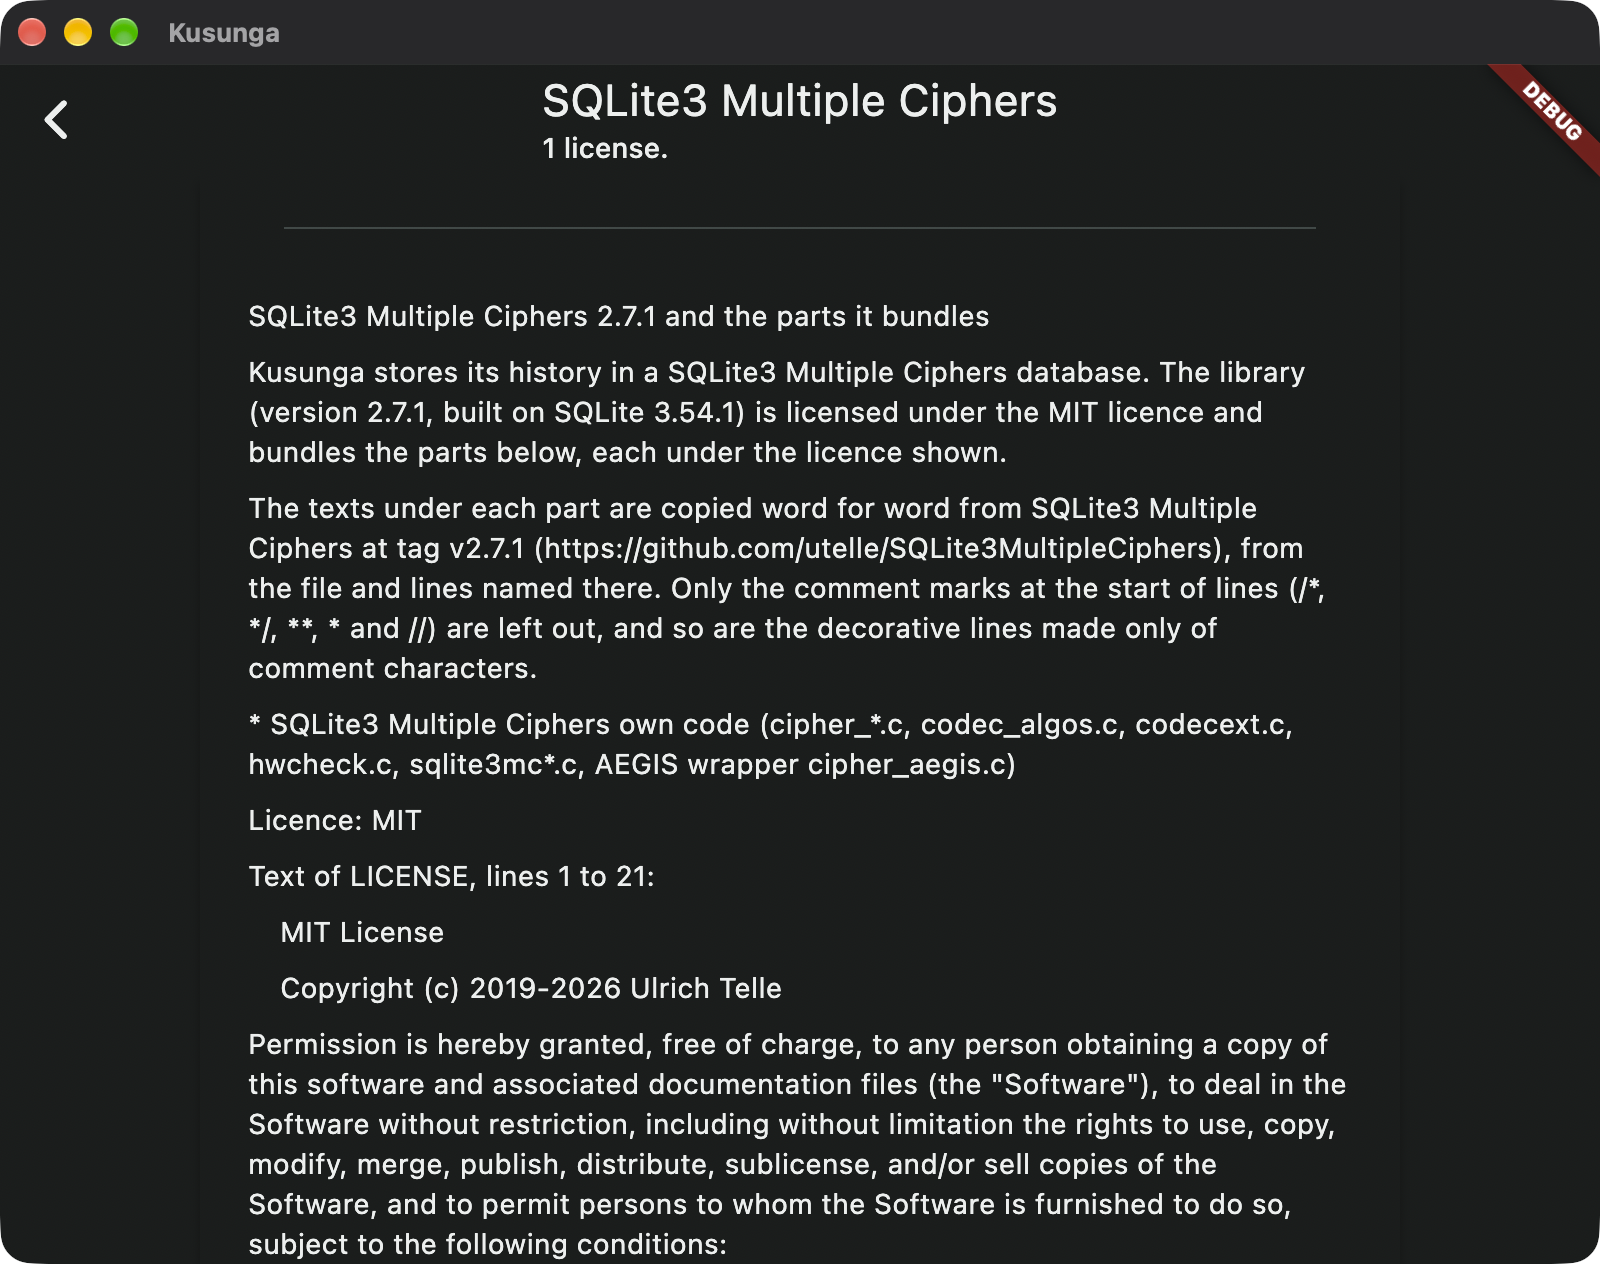 Kusunga
SQLite3 Multiple Ciphers
1 license.
DEBUG
SQLite3 Multiple Ciphers 2.7.1 and the parts it bundles
Kusunga stores its history in a SQLite3 Multiple Ciphers database. The library
(version 2.7.1, built on SQLite 3.54.1) is licensed under the MIT licence and
bundles the parts below, each under the licence shown.
The texts under each part are copied word for word from SQLite3 Multiple
Ciphers at tag v2.7.1 (https://github.com/utelle/SQLite3MultipleCiphers), from
the file and lines named there. Only the comment marks at the start of lines (/*,
*/, **, * and //) are left out, and so are the decorative lines made only of
comment characters.
* SQLite3 Multiple Ciphers own code (cipher_*.c, codec_algos.c, codecext.c,
hwcheck.c, sqlite3mc*.c, AEGIS wrapper cipher_aegis.c)
Licence: MIT
Text of LICENSE, lines 1 to 21:
MIT License
Copyright (c) 2019-2026 Ulrich Telle
Permission is hereby granted, free of charge, to any person obtaining a copy of
this software and associated documentation files (the "Software"), to deal in the
Software without restriction, including without limitation the rights to use, copy,
modify, merge, publish, distribute, sublicense, and/or sell copies of the
Software, and to permit persons to whom the Software is furnished to do so,
subject to the following conditions: